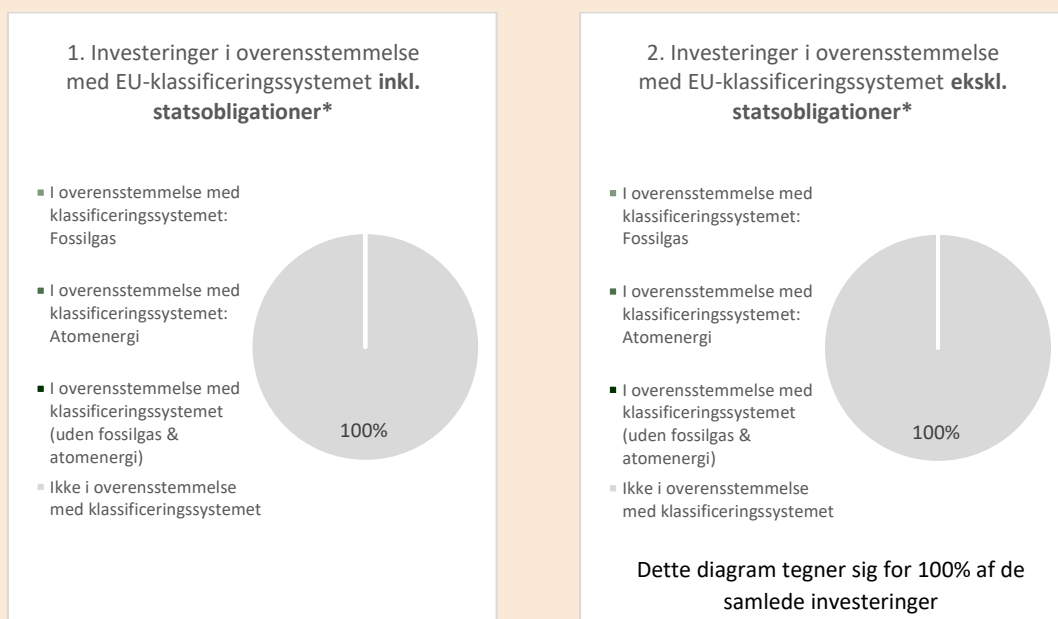 1. Investeringer i overensstemmelse
med EU-klassificeringssystemet inkl.
statsobligationer*
I overensstemmelse med
klassificeringssystemet:
Fossilgas
I overensstemmelse med
klassificeringssystemet:
Atomenergi
I overensstemmelse med
klassificeringssystemet
(uden fossilgas &
atomenergi)
Ikke i overensstemmelse
med klassificeringssystemet
100%
2. Investeringer i overensstemmelse
med EU-klassificeringssystemet ekskl.
statsobligationer*
I overensstemmelse med
klassificeringssystemet:
Fossilgas
I overensstemmelse med
klassificeringssystemet:
Atomenergi
I overensstemmelse med
klassificeringssystemet
(uden fossilgas &
atomenergi)
Ikke i overensstemmelse
med klassificeringssystemet
100%
Dette diagram tegner sig for 100% af de
samlede investeringer